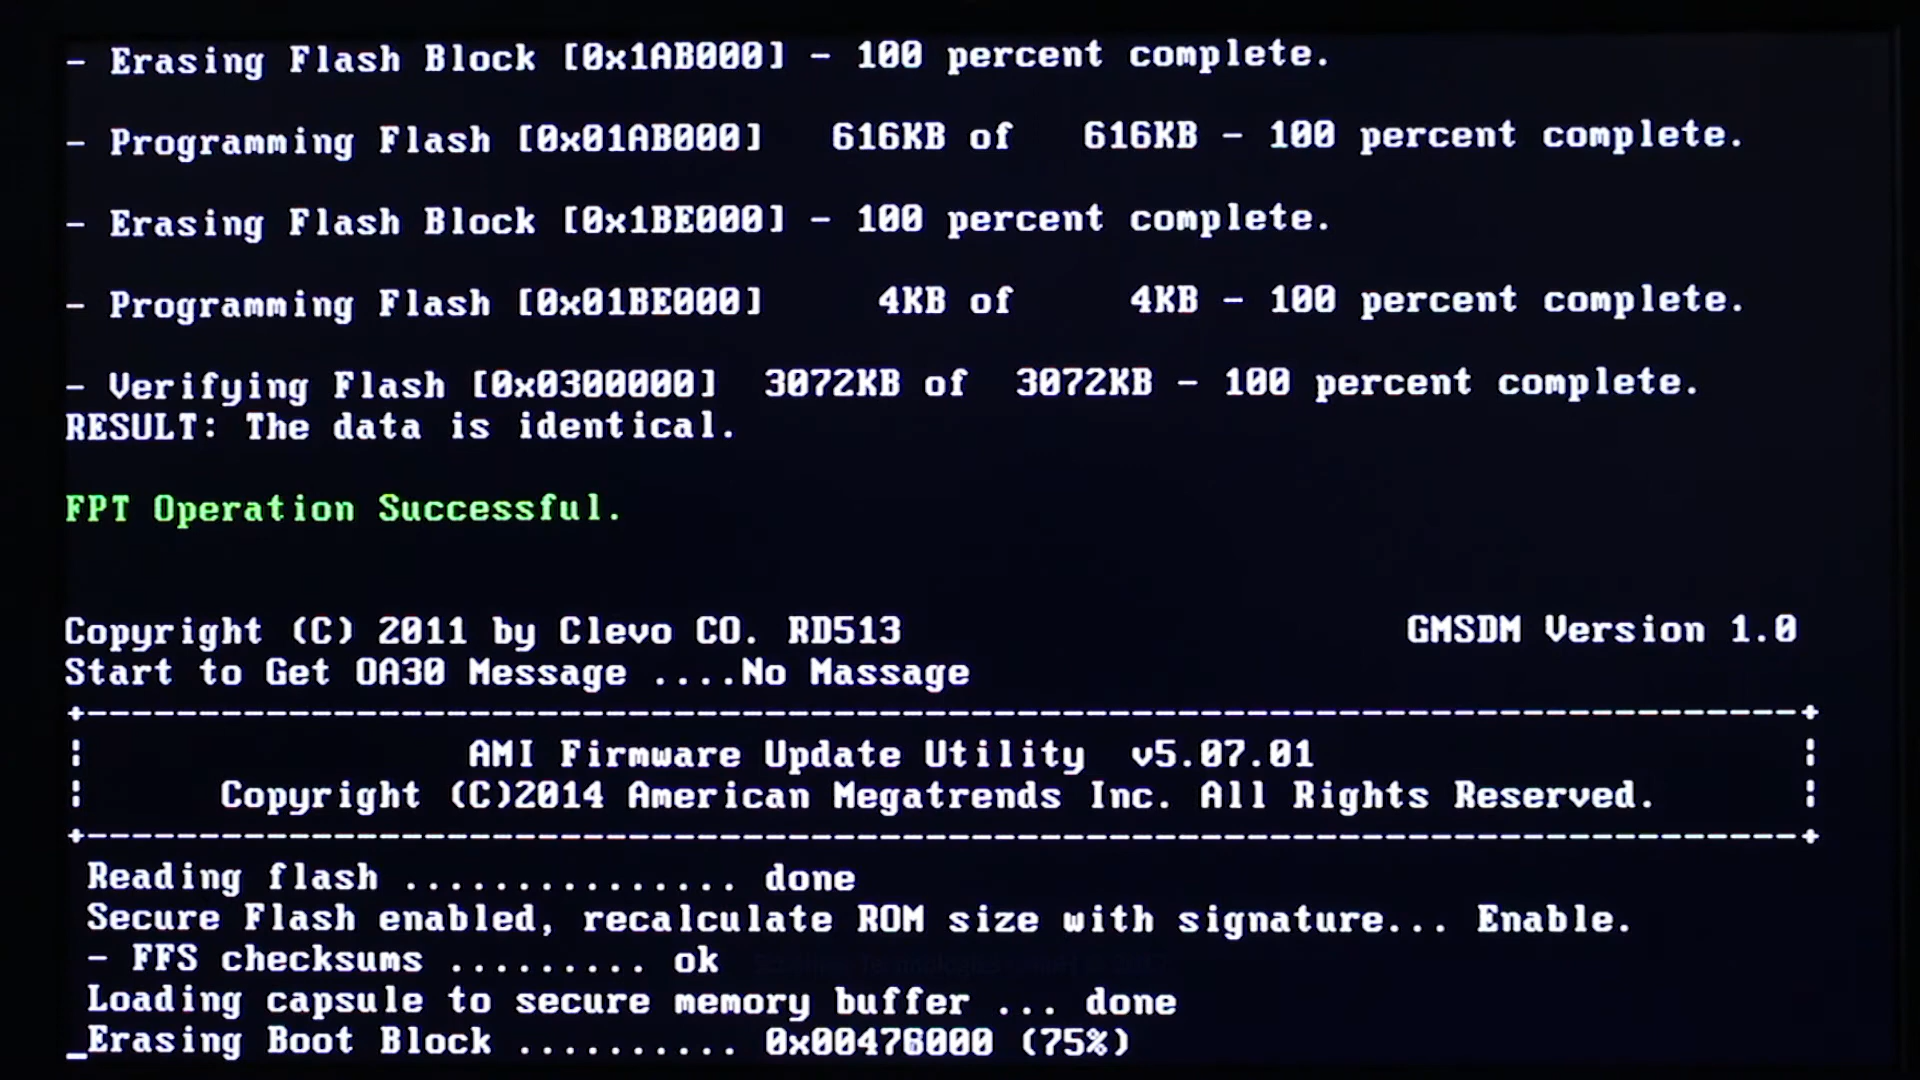 - Erasing Flash Block [0x1AB000] - 100 percent complete.
- Programming Flash [0x01AB000]   616KB of   616KB - 100 percent complete.
- Erasing Flash Block [0x1BE000] - 100 percent complete.
- Programming Flash [0x01BE000]     4KB of     4KB - 100 percent complete.
- Verifying Flash [0x0300000]  3072KB of  3072KB - 100 percent complete.
RESULT: The data is identical.
FPT Operation Successful.
Copyright (C) 2011 by Clevo CO. RD513 GMSDM Version 1.0
Start to Get OA30 Message ....No Massage
+---------------------------------------------------------------------------+
¦ AMI Firmware Update Utility  v5.07.01 ¦
¦ Copyright (C)2014 American Megatrends Inc. All Rights Reserved. ¦
+---------------------------------------------------------------------------+
Reading flash ............... done
Secure Flash enabled, recalculate ROM size with signature... Enable.
- FFS checksums ......... ok
Loading capsule to secure memory buffer ... done
_Erasing Boot Block .......... 0x00476000 (75%)